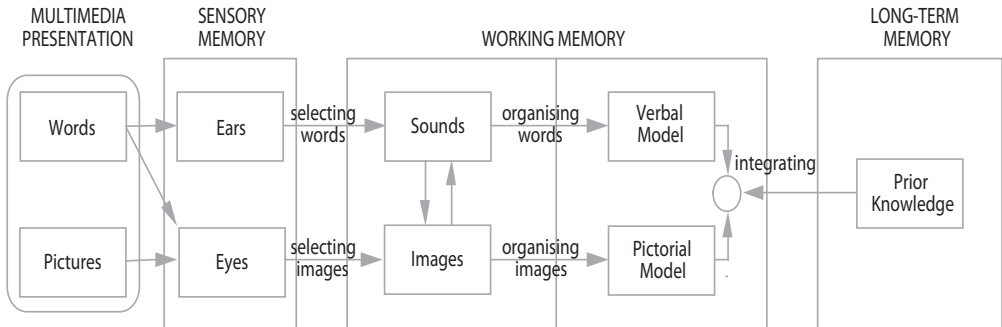 MULTIMEDIA
PRESENTATION
SENSORY
MEMORY
WORKING MEMORY
LONG-TERM
MEMORY
Words
Ears
selecting
words
Sounds
organising
words
Verbal
Model
integrating
Prior
Knowledge
Pictures
Eyes
selecting
images
Images
organising
images
Pictorial
Model